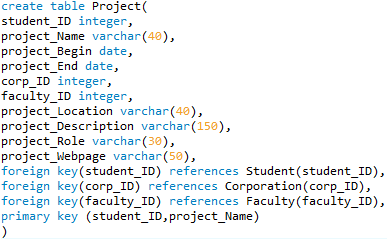 create table Project(
student_ID integer,
project_Name varchar(40),
project_Begin date,
project_End date,
corp_ID integer,
faculty_ID integer,
project_Location varchar(40),
project_Description varchar(150),
project_Role varchar(30),
project_Webpage varchar(50),
foreign key(student_ID) references Student(student_ID),
foreign key(corp_ID) references Corporation(corp_ID),
foreign key(faculty_ID) references Faculty(faculty_ID),
primary key (student_ID,project_Name)
)